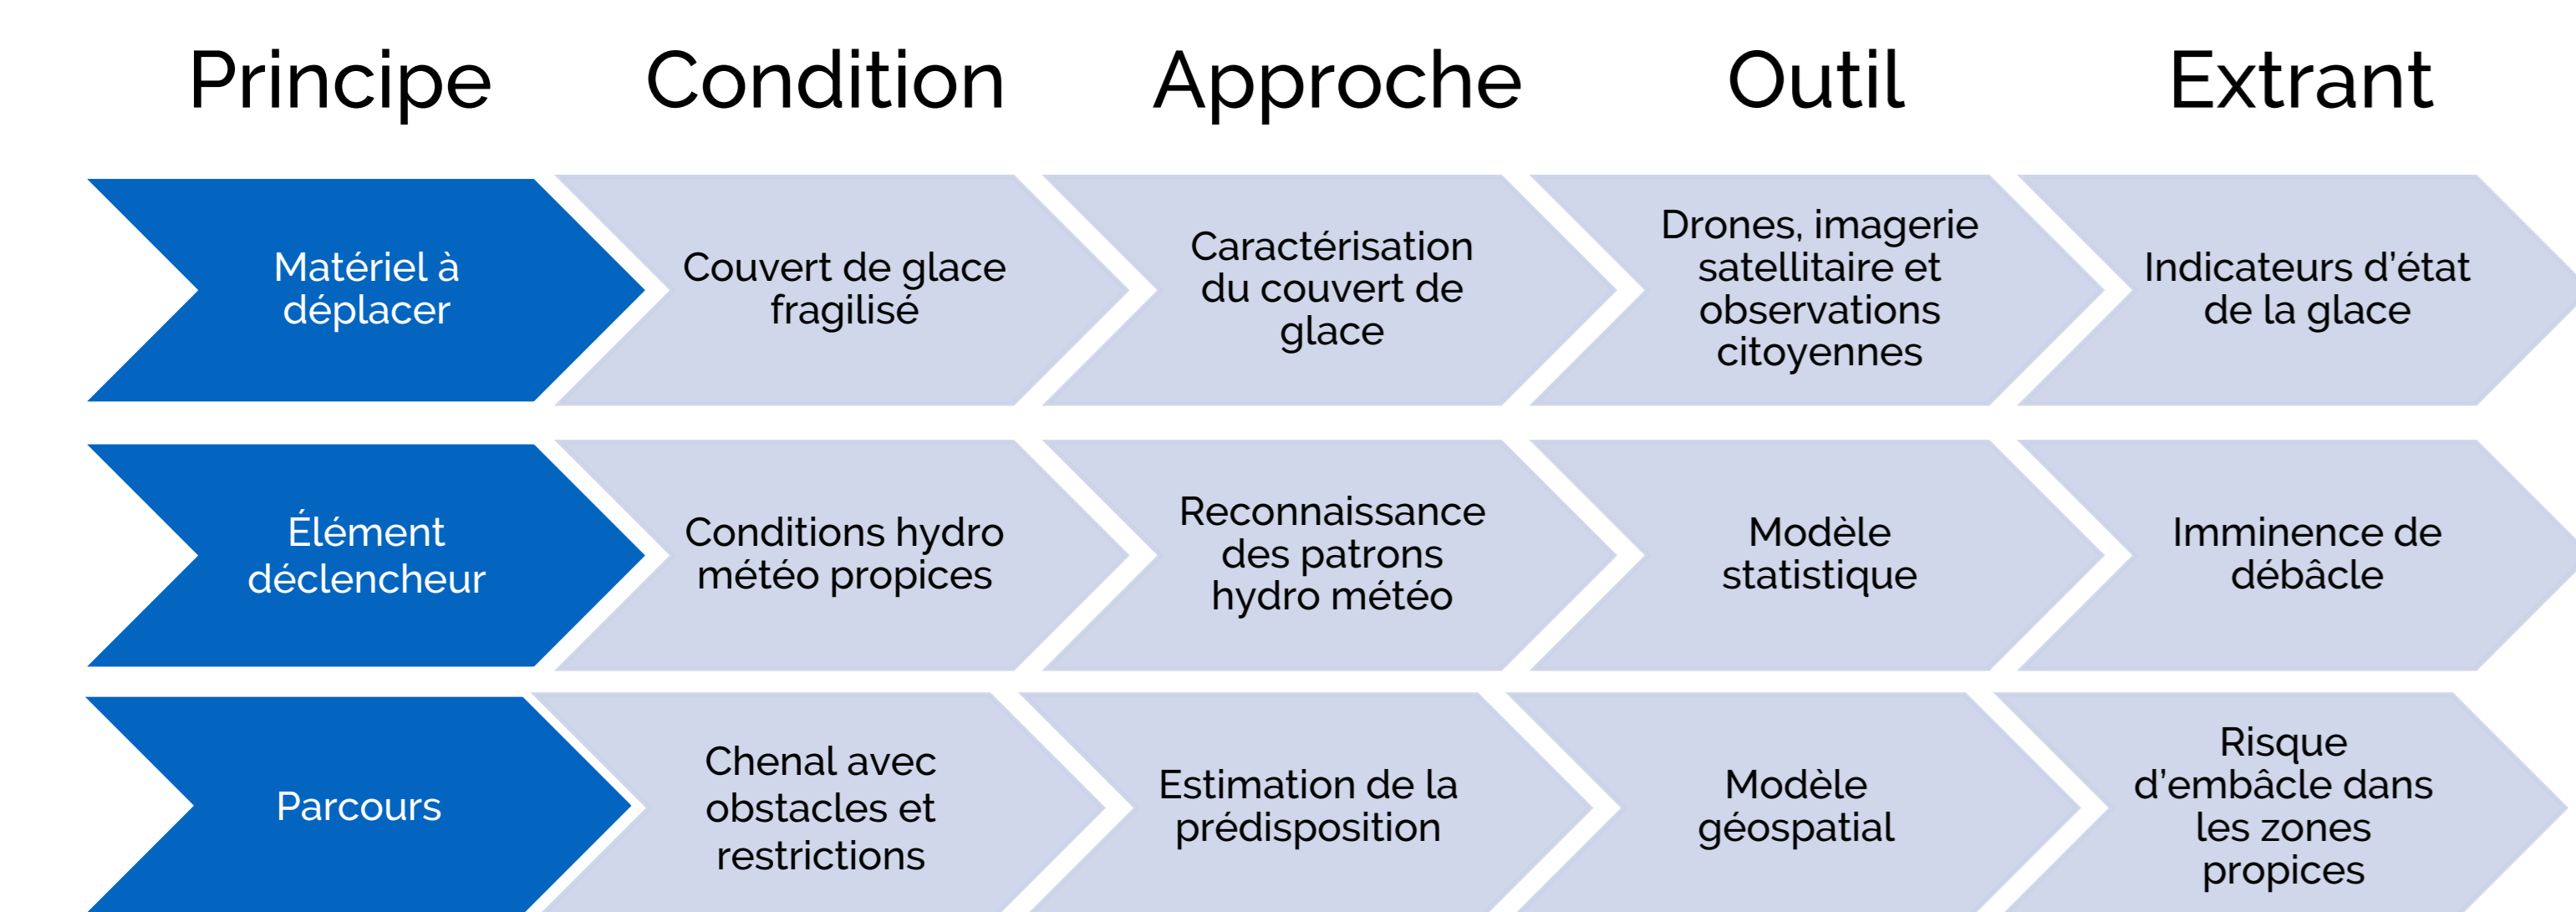 Principe
Condition
Approche
Outil
Extrant
Matériel à
déplacer
Couvert de glace
fragilisé
Caractérisation
du couvert de
glace
Drones, imagerie
satellitaire et
observations
citoyennes
Indicateurs d’état
de la glace
Élément
déclencheur
Conditions hydro
météo propices
Reconnaissance
des patrons
hydro météo
Modèle
statistique
Imminence de
débâcle
Parcours
Chenal avec
obstacles et
restrictions
Estimation de la
prédisposition
Modèle
géospatial
Risque
d’embâcle dans
les zones
propices